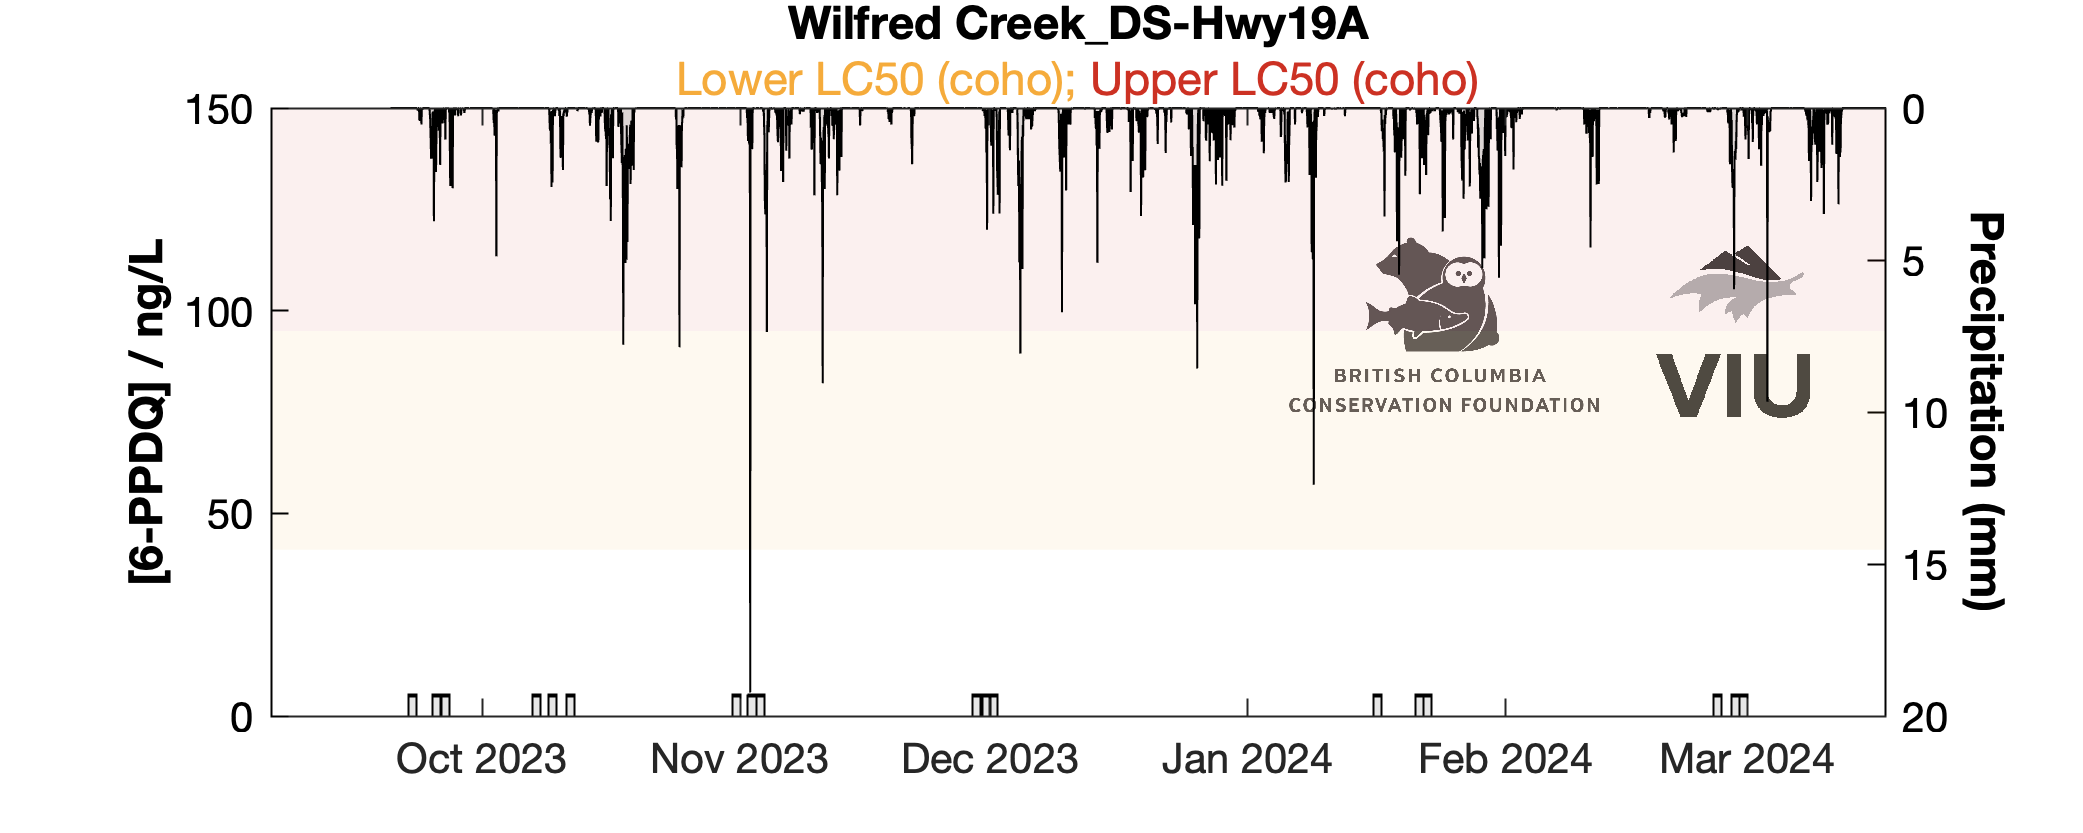 Wilfred Creek_DS-Hwy19A
Lower LC50 (coho); Upper LC50 (coho)
150
100
50
0
[6-PPDQ] / ng/L
0
5
10
15
20
Precipitation (mm)
BRITISH COLUMBIA
CONSERVATION FOUNDATION
VIU
Oct 2023
Nov 2023
Dec 2023
Jan 2024
Feb 2024
Mar 2024